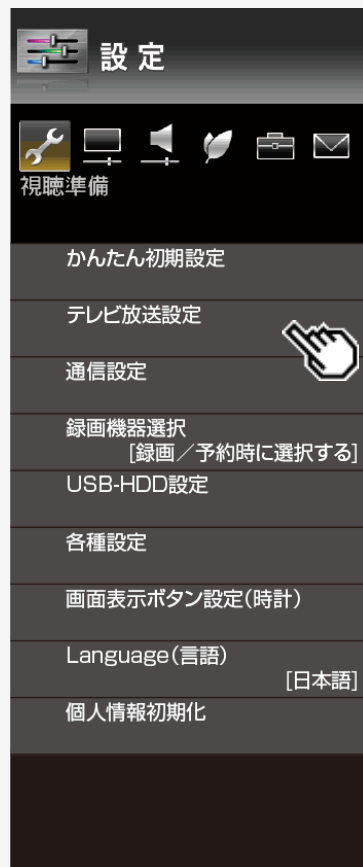 設定
視聴準備
かんたん初期設定
テレビ放送設定
通信設定
録画機器選択
[録画／予約時に選択する]
USB-HDD設定
各種設定
画面表示ボタン設定(時計)
Language(言語)
[日本語]
個人情報初期化